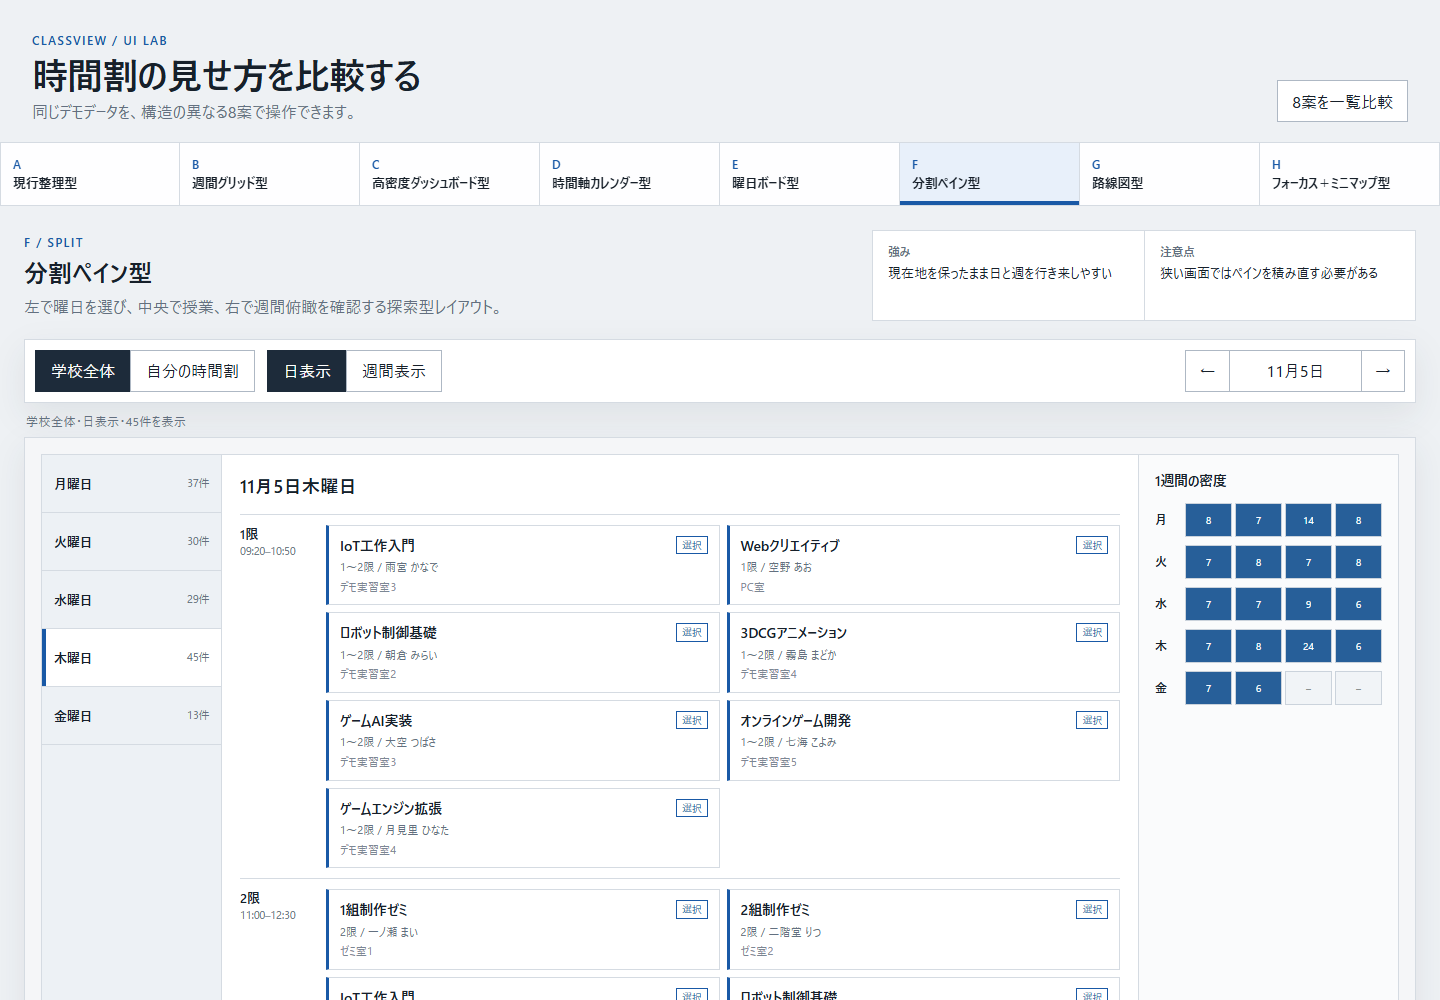 CLASSVIEW / UI LAB
時間割の見せ方を比較する
同じデモデータを、構造の異なる8案で操作できます。
8案を一覧比較
A
現行整理型
B
週間グリッド型
C
高密度ダッシュボード型
D
時間軸カレンダー型
E
曜日ボード型
F
分割ペイン型
G
路線図型
H
フォーカス＋ミニマップ型
F / SPLIT
分割ペイン型
左で曜日を選び、中央で授業、右で週間俯瞰を確認する探索型レイアウト。
強み
現在地を保ったまま日と週を行き来しやすい
注意点
狭い画面ではペインを積み直す必要がある
学校全体 自分の時間割 日表示 週間表示
← 11月5日 →
学校全体・日表示・45件を表示
月曜日 37件
火曜日 30件
水曜日 29件
木曜日 45件
金曜日 13件
11月5日木曜日
1限
09:20–10:50
IoT工作入門 選択
1〜2限 / 雨宮 かなで
デモ実習室3
Webクリエイティブ 選択
1限 / 空野 あお
PC室
ロボット制御基礎 選択
1〜2限 / 朝倉 みらい
デモ実習室2
3DCGアニメーション 選択
1〜2限 / 霧島 まどか
デモ実習室4
ゲームAI実装 選択
1〜2限 / 大空 つばさ
デモ実習室3
オンラインゲーム開発 選択
1〜2限 / 七海 こよみ
デモ実習室5
ゲームエンジン拡張 選択
1〜2限 / 月見里 ひなた
デモ実習室4
2限
11:00–12:30
1組制作ゼミ 選択
2限 / 一ノ瀬 まい
ゼミ室1
2組制作ゼミ 選択
2限 / 二階堂 りつ
ゼミ室2
IoT工作入門 選択
ロボット制御基礎 選択
1週間の密度
月 8 7 14 8
火 7 8 7 8
水 7 7 9 6
木 7 8 24 6
金 7 6 – –